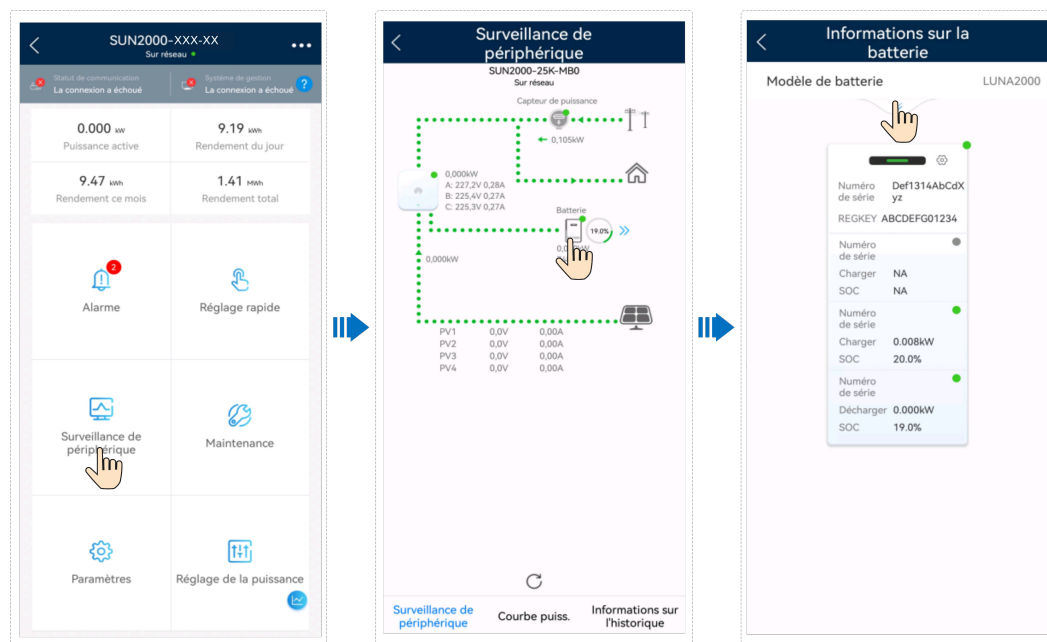 SUN2000-XXX-XX
Sur réseau
Statut de communication
La connexion a échoué
Système de gestion
La connexion a échoué
?
0.000 kW
Puissance active
9.19 kWh
Rendement du jour
9.47 kWh
Rendement ce mois
1.41 MWh
Rendement total
2
Alarme
Réglage rapide
Surveillance de
périphérique
Maintenance
Paramètres
Réglage de la puissance
Surveillance de
périphérique
SUN2000-25K-MB0
Sur réseau
Capteur de puissance
0,105kW
0,000kW
A: 227,2V 0,28A
B: 225,4V 0,27A
C: 225,3V 0,27A
Batterie
19.0%
0,000kW
PV1 0,0V 0,00A
PV2 0,0V 0,00A
PV3 0,0V 0,00A
PV4 0,0V 0,00A
Surveillance de
périphérique
Courbe puiss.
Informations sur
l'historique
Informations sur la
batterie
Modèle de batterie LUNA2000
Numéro
de série
Def1314AbCdX
yz
REGKEY ABCDEFG01234
Numéro
de série
Charger NA
SOC NA
Numéro
de série
Charger 0.008kW
SOC 20.0%
Numéro
de série
Décharger 0.000kW
SOC 19.0%